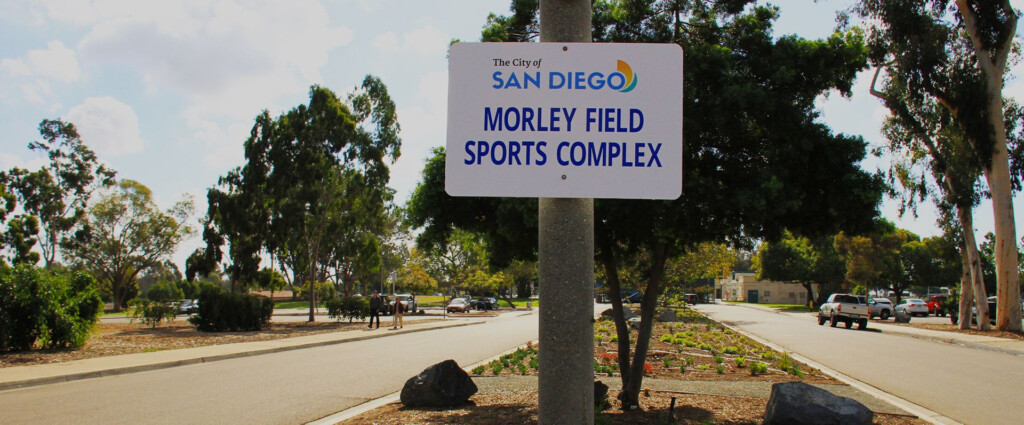 The City of
SAN DIEGO
MORLEY FIELD
SPORTS COMPLEX